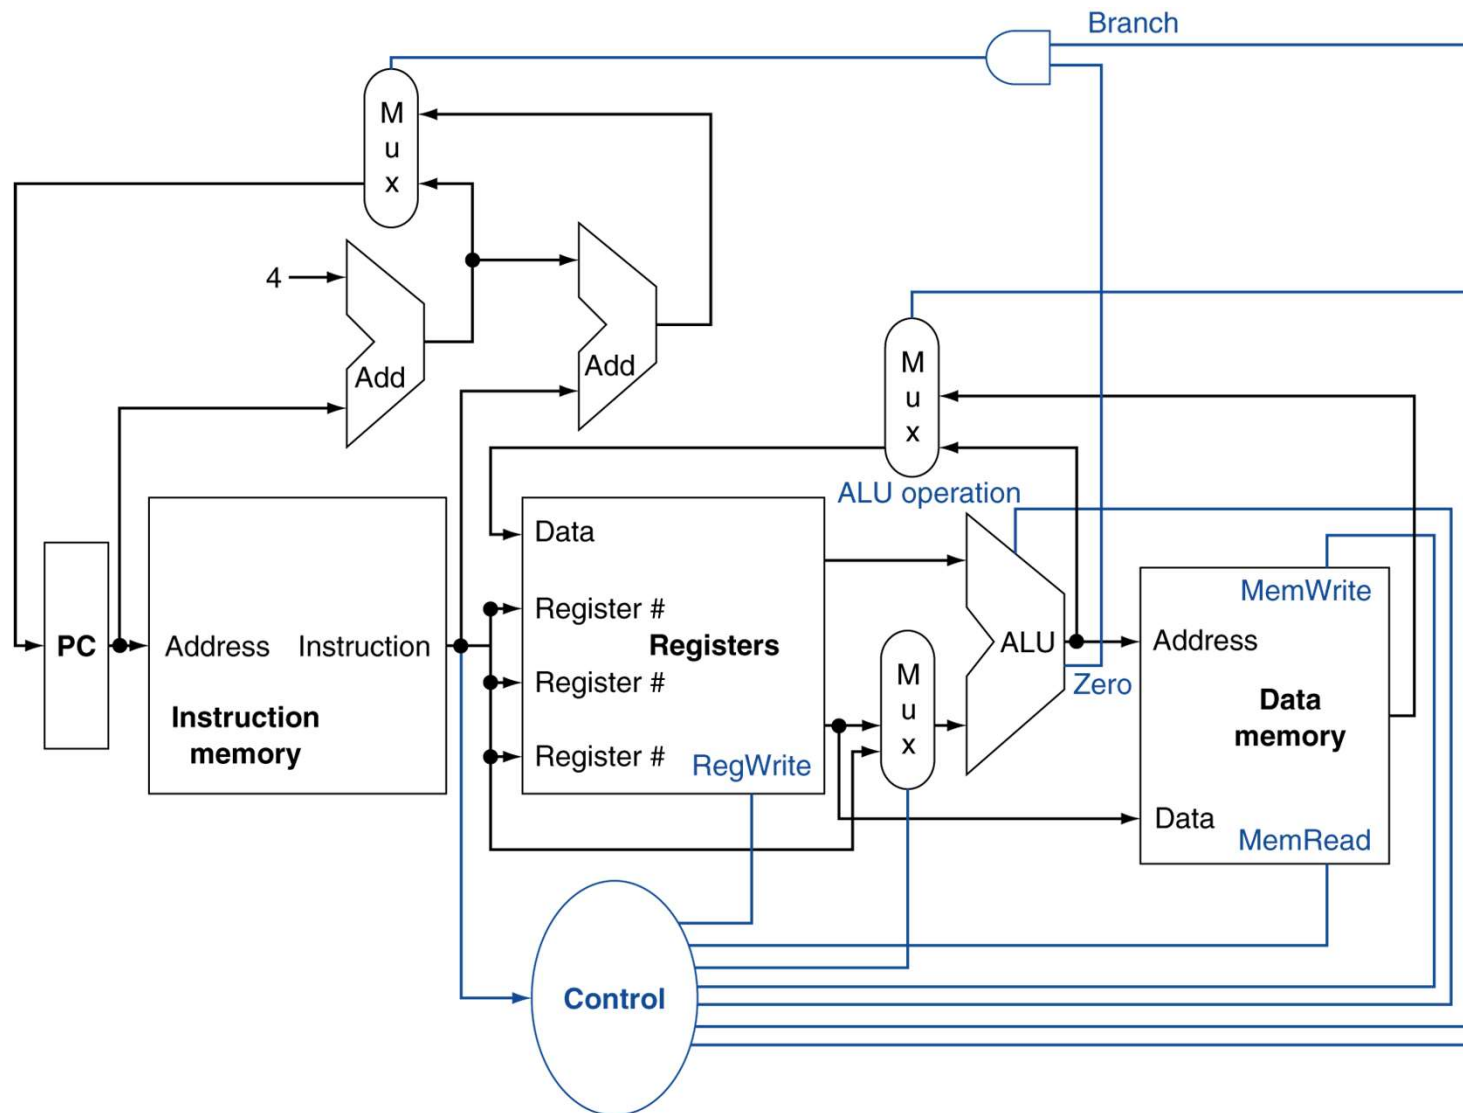 Branch
M
u
x
4
Add
Add
M
u
x
ALU operation
Data
Register #
Registers
Register #
Register #
RegWrite
PC
Address
Instruction
Instruction
memory
M
u
x
ALU
Zero
MemWrite
Address
Data
memory
Data
MemRead
Control